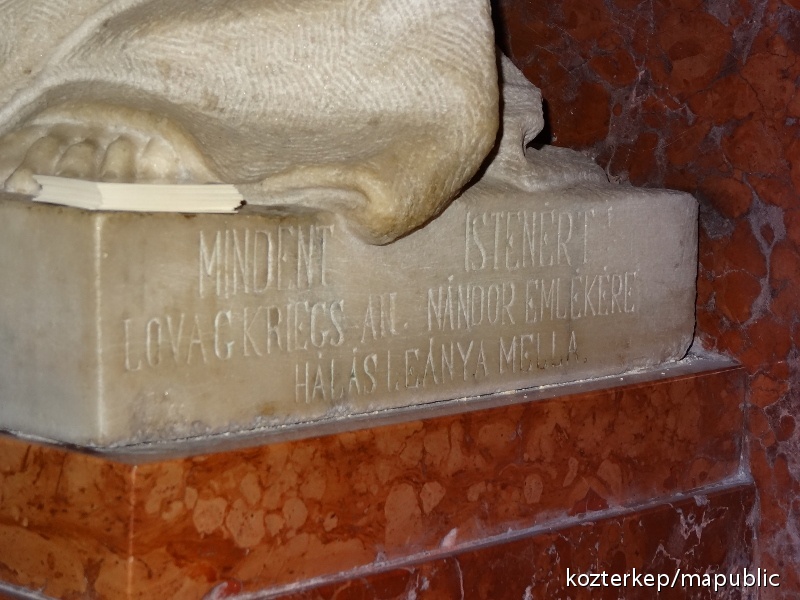 MINDENT ISTENÉRT!
LOVAG KRIEGS-AU. NÁNDOR EMLÉKÉRE
HÁLÁS LEÁNYA MELLA.
kozterkep/mapublic